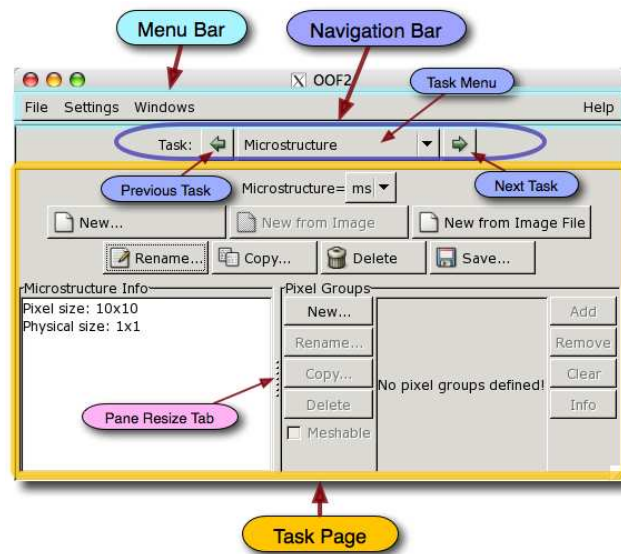 Menu Bar
Navigation Bar
OOF2
Task Menu
File Settings Windows Help
Task: Microstructure
Previous Task
Microstructure= ms
Next Task
New... New from Image New from Image File
Rename... Copy... Delete Save...
Microstructure Info
Pixel size: 10x10
Physical size: 1x1
Pixel Groups
New...
Rename...
Copy...
Delete
Meshable
No pixel groups defined!
Add
Remove
Clear
Info
Pane Resize Tab
Task Page